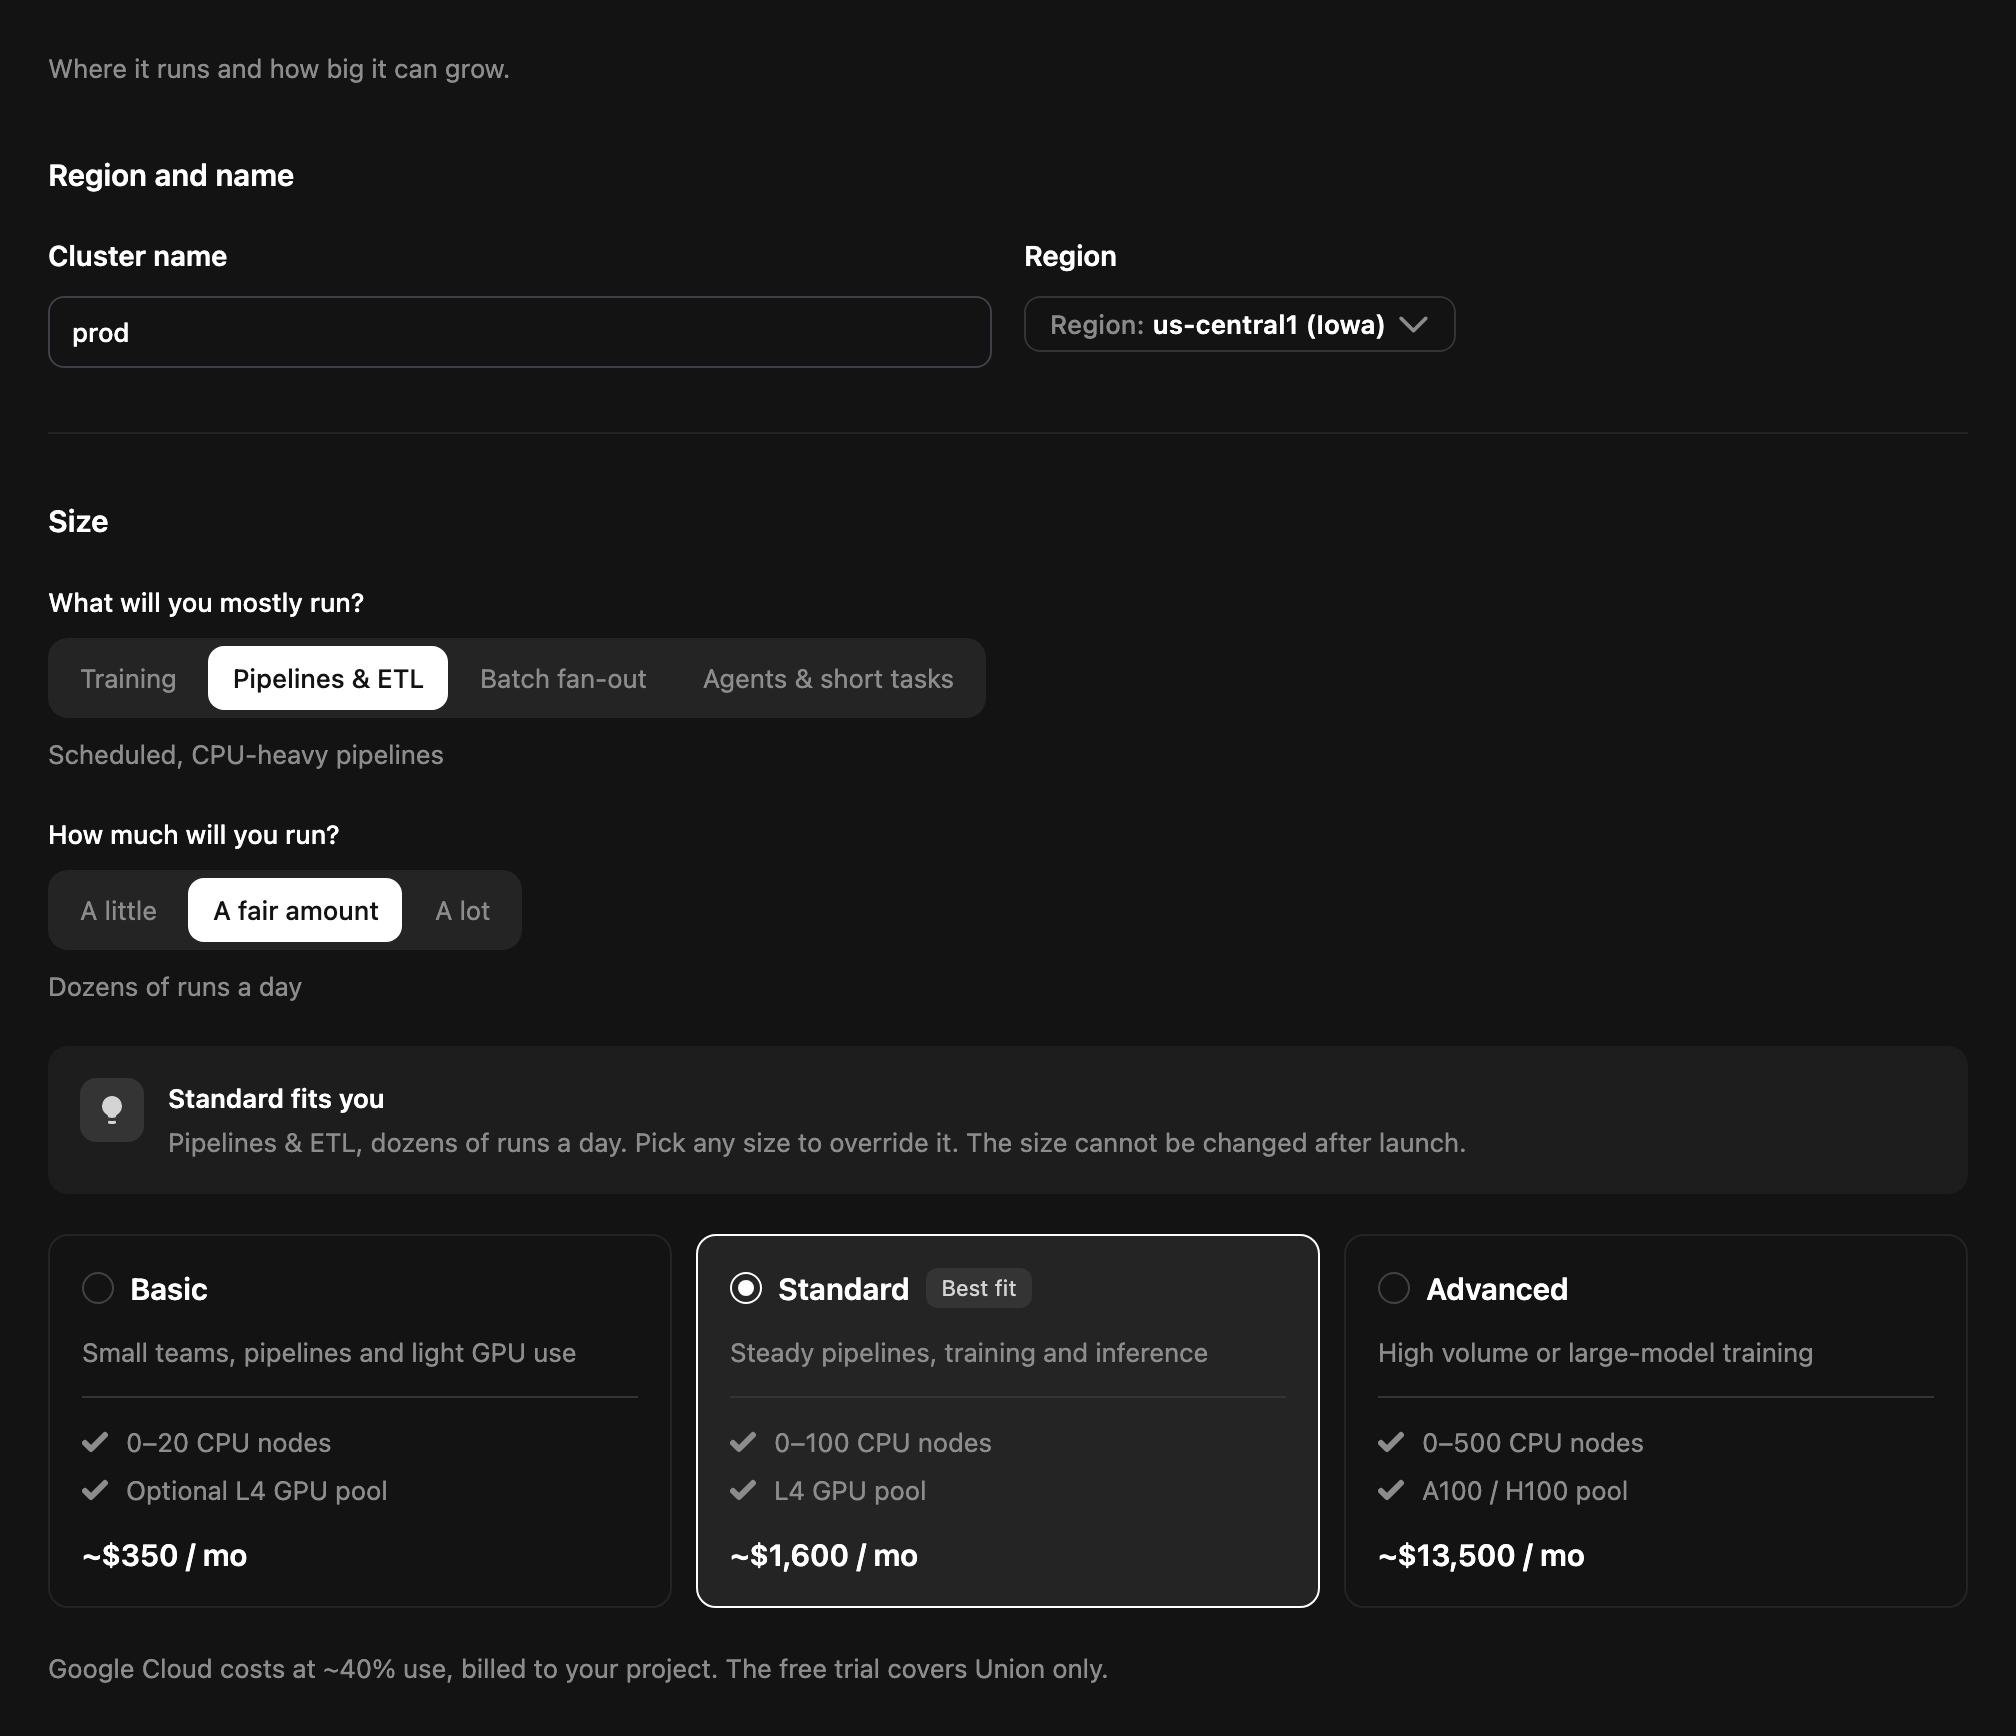 Where it runs and how big it can grow.
Region and name
Cluster name
Region
prod
Region: us-central1 (Iowa)
Size
What will you mostly run?
Training
Pipelines & ETL
Batch fan-out
Agents & short tasks
Scheduled, CPU-heavy pipelines
How much will you run?
A little
A fair amount
A lot
Dozens of runs a day
Standard fits you
Pipelines & ETL, dozens of runs a day. Pick any size to override it. The size cannot be changed after launch.
Basic
Small teams, pipelines and light GPU use
0–20 CPU nodes
Optional L4 GPU pool
~$350 / mo
Standard
Best fit
Steady pipelines, training and inference
0–100 CPU nodes
L4 GPU pool
~$1,600 / mo
Advanced
High volume or large-model training
0–500 CPU nodes
A100 / H100 pool
~$13,500 / mo
Google Cloud costs at ~40% use, billed to your project. The free trial covers Union only.